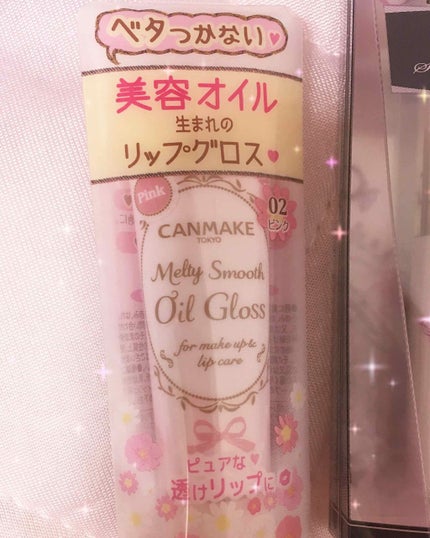 ベタつかない
美容オイル
生まれの
リップグロス
Pink
02
ピンク
CANMAKE
TOKYO
Melty Smooth
Oil Gloss
for make up &
lip care
ピュアな
透けリップに